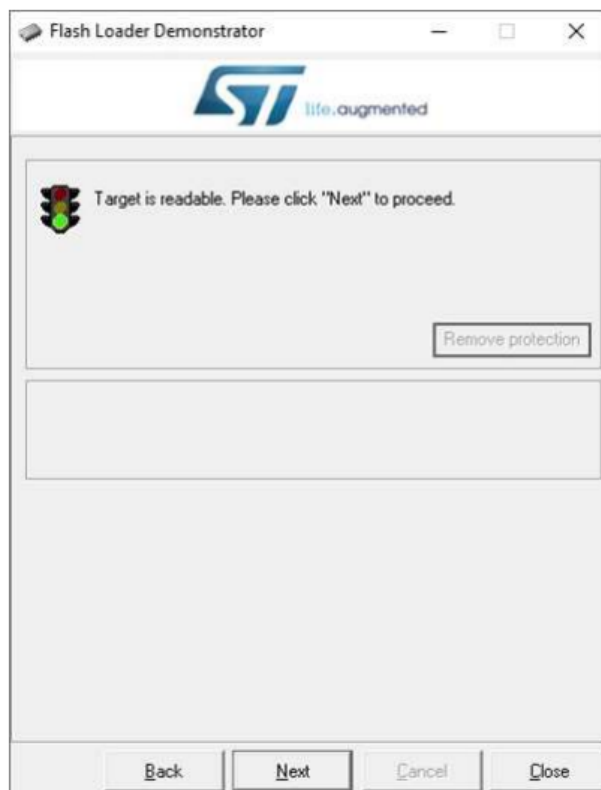 Flash Loader Demonstrator
ST life.augmented
Target is readable. Please click "Next" to proceed.
Remove protection
Back Next Cancel Close